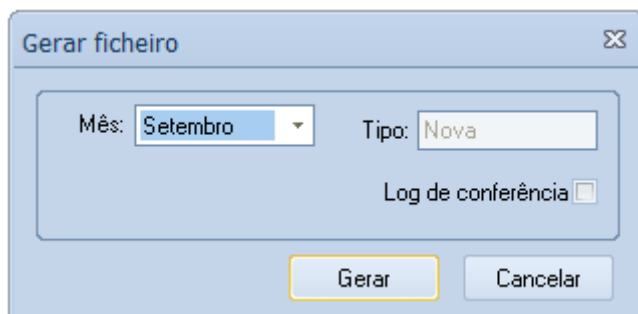 Gerar ficheiro
Mês: Setembro Tipo: Nova
Log de conferência
Gerar Cancelar